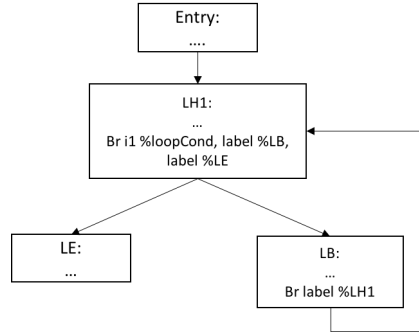 Entry:
....
LH1:
...
Br i1 %loopCond, label %LB,
label %LE
LE:
...
LB:
...
Br label %LH1